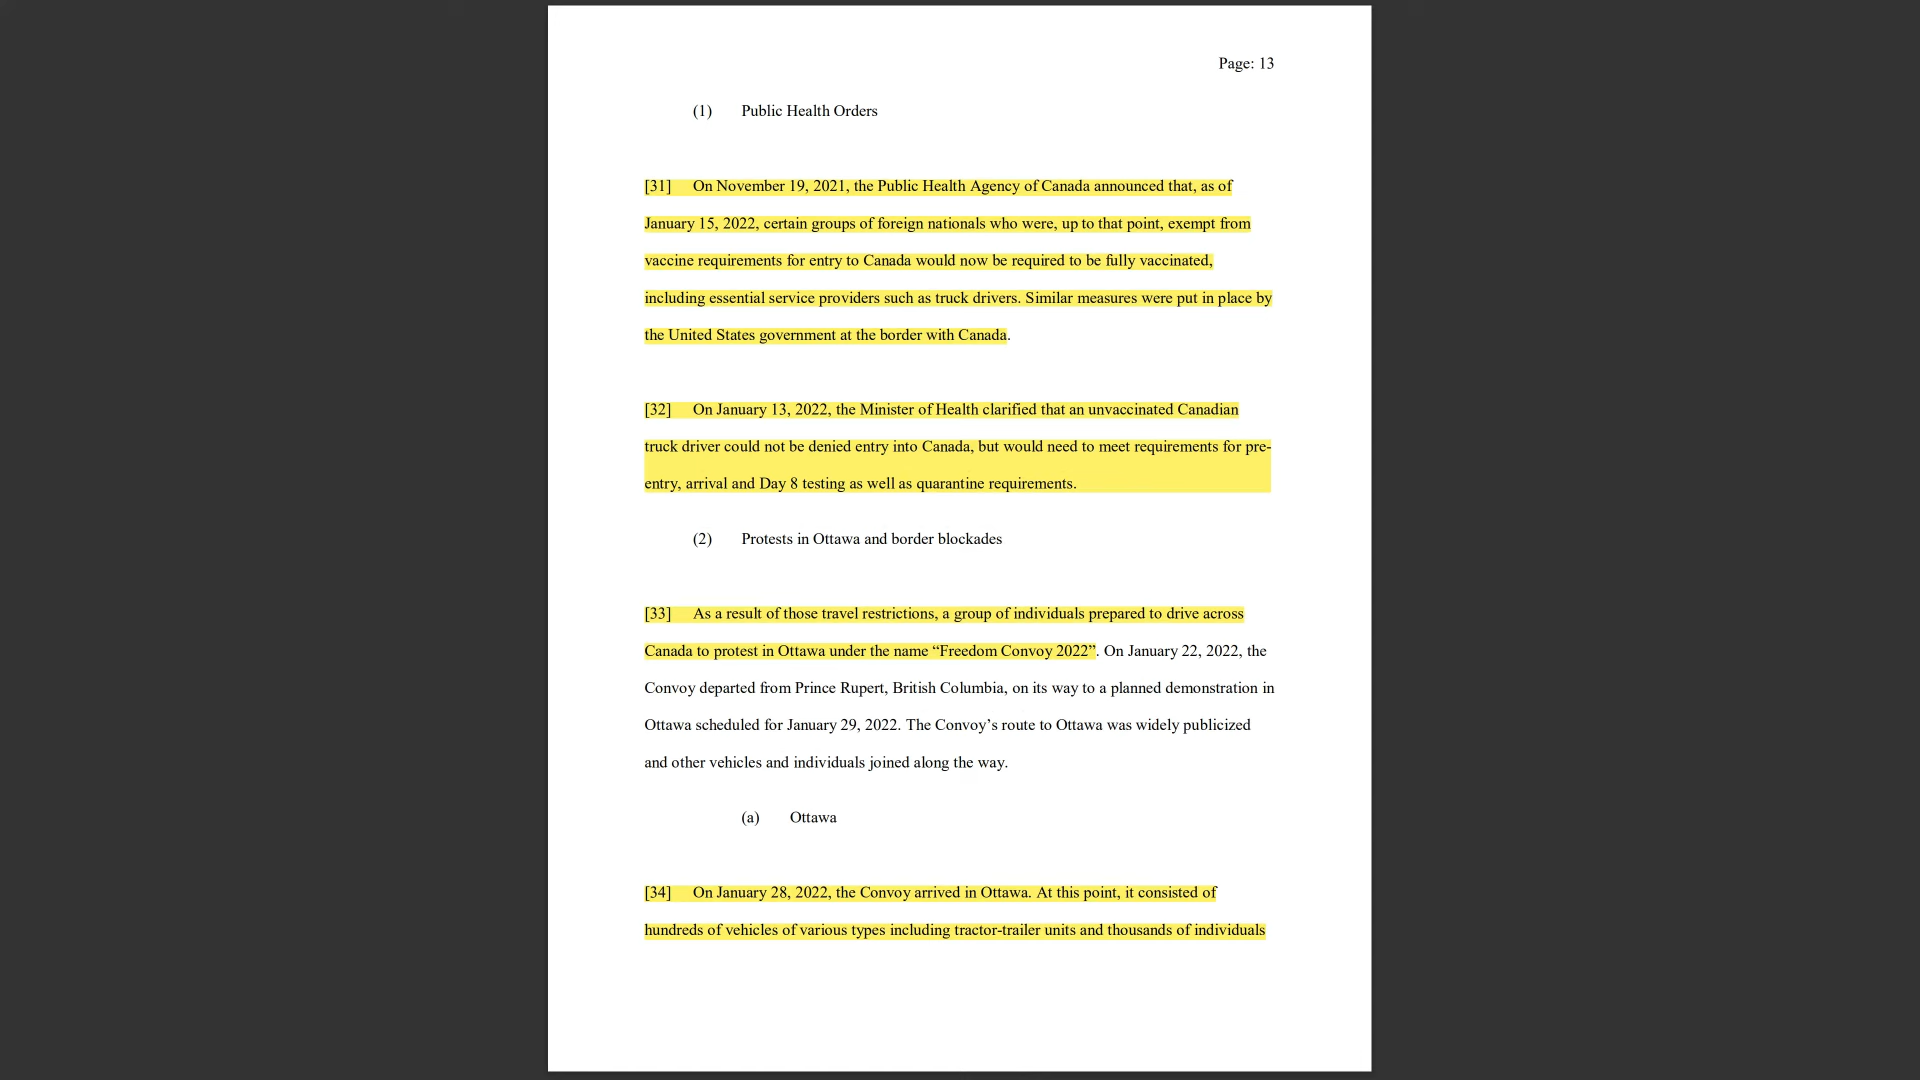 Page: 13
(1) Public Health Orders
[31] On November 19, 2021, the Public Health Agency of Canada announced that, as of
January 15, 2022, certain groups of foreign nationals who were, up to that point, exempt from
vaccine requirements for entry to Canada would now be required to be fully vaccinated,
including essential service providers such as truck drivers. Similar measures were put in place by
the United States government at the border with Canada.
[32] On January 13, 2022, the Minister of Health clarified that an unvaccinated Canadian
truck driver could not be denied entry into Canada, but would need to meet requirements for pre-
entry, arrival and Day 8 testing as well as quarantine requirements.
(2) Protests in Ottawa and border blockades
[33] As a result of those travel restrictions, a group of individuals prepared to drive across
Canada to protest in Ottawa under the name “Freedom Convoy 2022”. On January 22, 2022, the
Convoy departed from Prince Rupert, British Columbia, on its way to a planned demonstration in
Ottawa scheduled for January 29, 2022. The Convoy’s route to Ottawa was widely publicized
and other vehicles and individuals joined along the way.
(a) Ottawa
[34] On January 28, 2022, the Convoy arrived in Ottawa. At this point, it consisted of
hundreds of vehicles of various types including tractor-trailer units and thousands of individuals